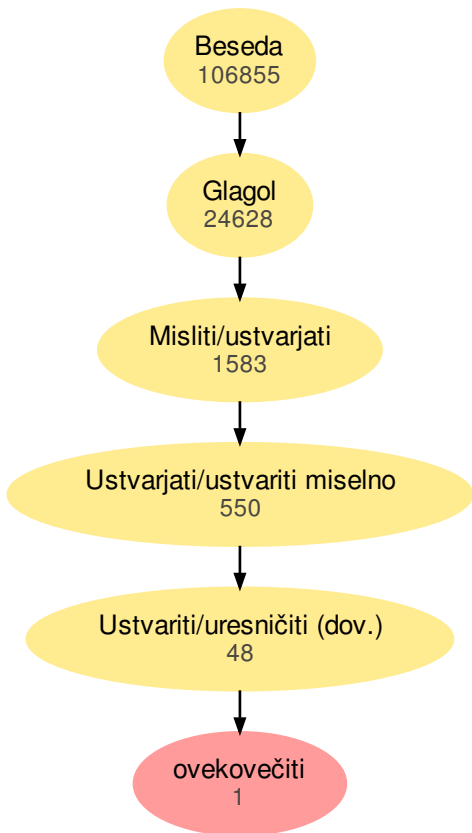 Beseda
106855
Glagol
24628
Misliti/ustvarjati
1583
Ustvarjati/ustvariti miselno
550
Ustvariti/uresničiti (dov.)
48
ovekovečiti
1